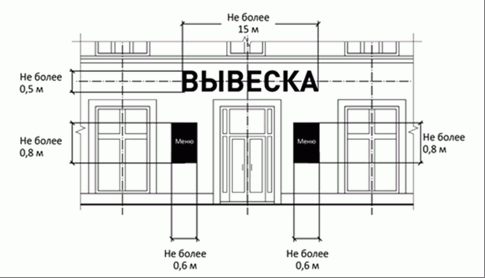 Не более
15 м
Не более
0,5 м
ВЫВЕСКА
Не более
0,8 м
Меню
Меню
Не более
0,8 м
Не более
0,6 м
Не более
0,6 м